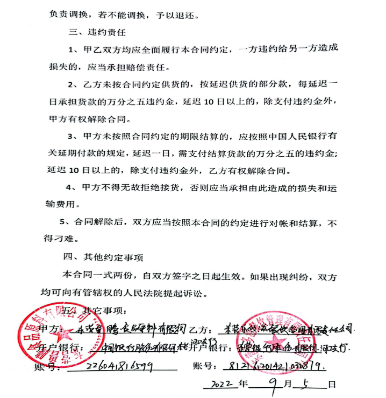 负责调换，若不能调换，予以退还。
三、违约责任
1、甲乙双方均应全面履行本合同约定，一方违约给另一方造成
损失的，应当承担赔偿责任。
2、乙方未按合同约定供货的，按延迟供货的部分款，每延迟一
日承担货款的万分之五违约金，延迟 10 日以上的，除支付违约金外，
甲方有权解除合同。
3、甲方未按照合同约定的期限结算的，应按照中国人民银行有
关延期付款的规定，延迟一日，需支付结算货款的万分之五的违约金；
延迟 10 日以上的，除支付违约金外，乙方有权解除合同。
4、甲方不得无故拒绝接货，否则应当承担由此造成的损失和运
输费用。
5、合同解除后，双方应当按照本合同的约定进行对帐和结算，不
得刁难。
四、其他约定事项
本合同一式两份，自双方签字之日起生效。如果出现纠纷，双方
均可向有管辖权的人民法院提起诉讼。
五、其它事项：
甲方： 乙方：
开户银行： 开户银行：
账号：226041816599 账号：
2022 年 9 月 5 日